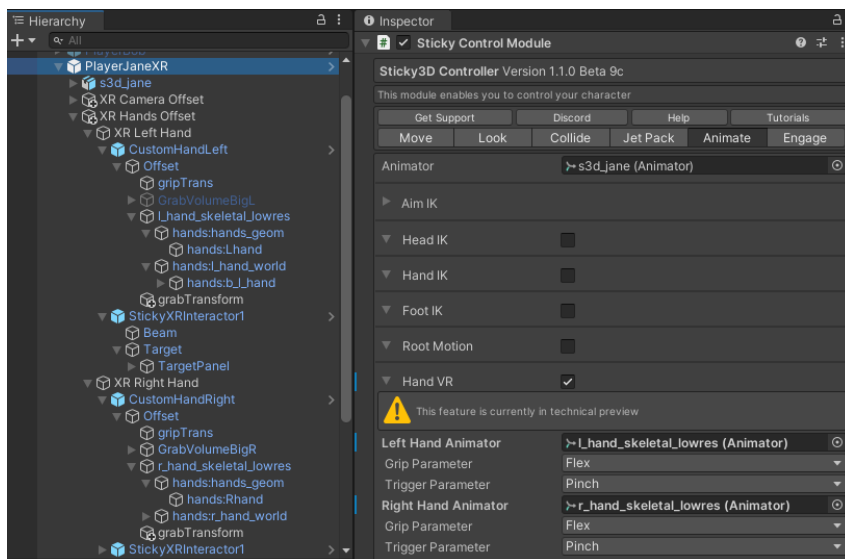 Hierarchy
All
PlayerJaneXR
s3d_jane
XR Camera Offset
XR Hands Offset
XR Left Hand
CustomHandLeft
Offset
gripTrans
GrabVolumeBigL
l_hand_skeletal_lowres
hands:hands_geom
hands:Lhand
hands:l_hand_world
hands:b_l_hand
grabTransform
StickyXRInteractor1
Beam
Target
TargetPanel
XR Right Hand
CustomHandRight
Offset
gripTrans
GrabVolumeBigR
r_hand_skeletal_lowres
hands:hands_geom
hands:Rhand
hands:r_hand_world
grabTransform
StickyXRInteractor1
Inspector
Sticky Control Module
Sticky3D Controller Version 1.1.0 Beta 9c
This module enables you to control your character
Get Support Discord Help Tutorials
Move Look Collide Jet Pack Animate Engage
Animator s3d_jane (Animator)
Aim IK
Head IK
Hand IK
Foot IK
Root Motion
Hand VR
This feature is currently in technical preview
Left Hand Animator l_hand_skeletal_lowres (Animator)
Grip Parameter Flex
Trigger Parameter Pinch
Right Hand Animator r_hand_skeletal_lowres (Animator)
Grip Parameter Flex
Trigger Parameter Pinch